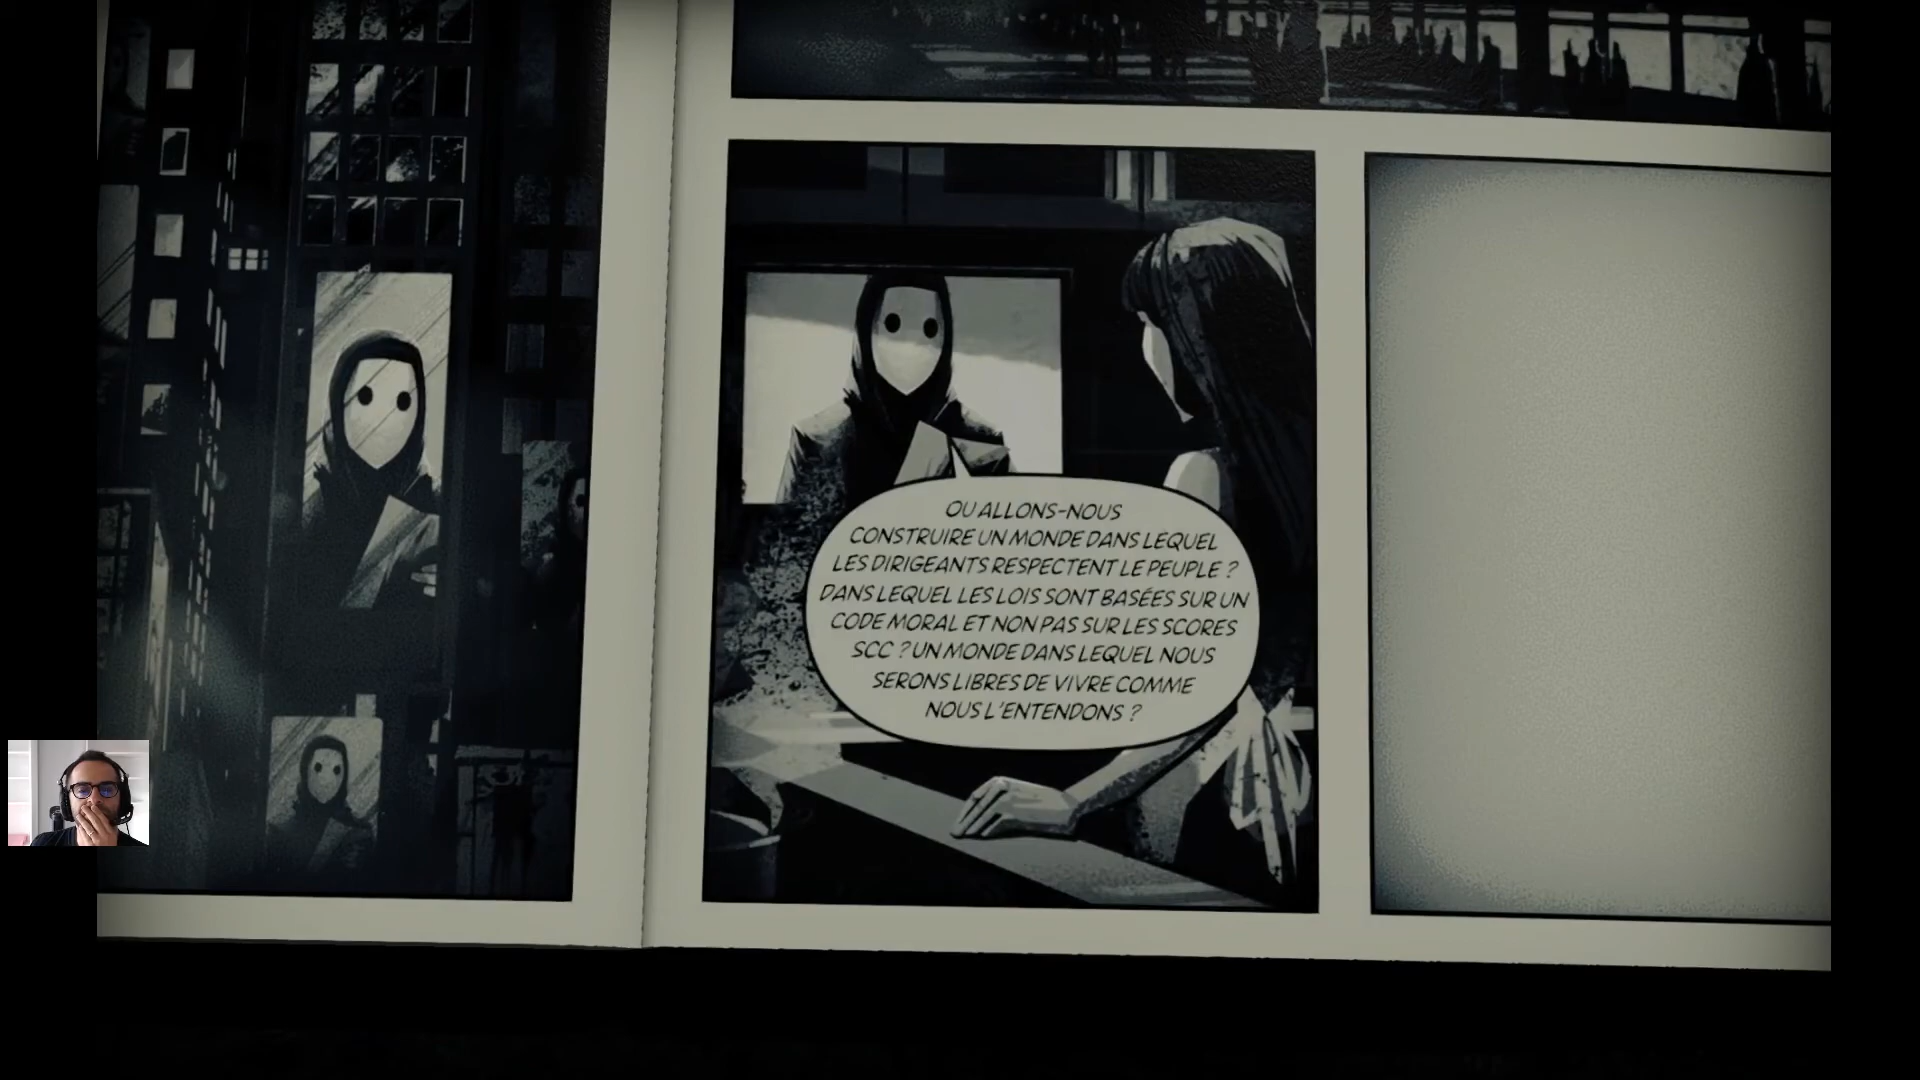 OU ALLONS-NOUS
CONSTRUIRE UN MONDE DANS LEQUEL
LES DIRIGEANTS RESPECTENT LE PEUPLE ?
DANS LEQUEL LES LOIS SONT BASÉES SUR UN
CODE MORAL ET NON PAS SUR LES SCORES
SCC ? UN MONDE DANS LEQUEL NOUS
SERONS LIBRES DE VIVRE COMME
NOUS L'ENTENDONS ?